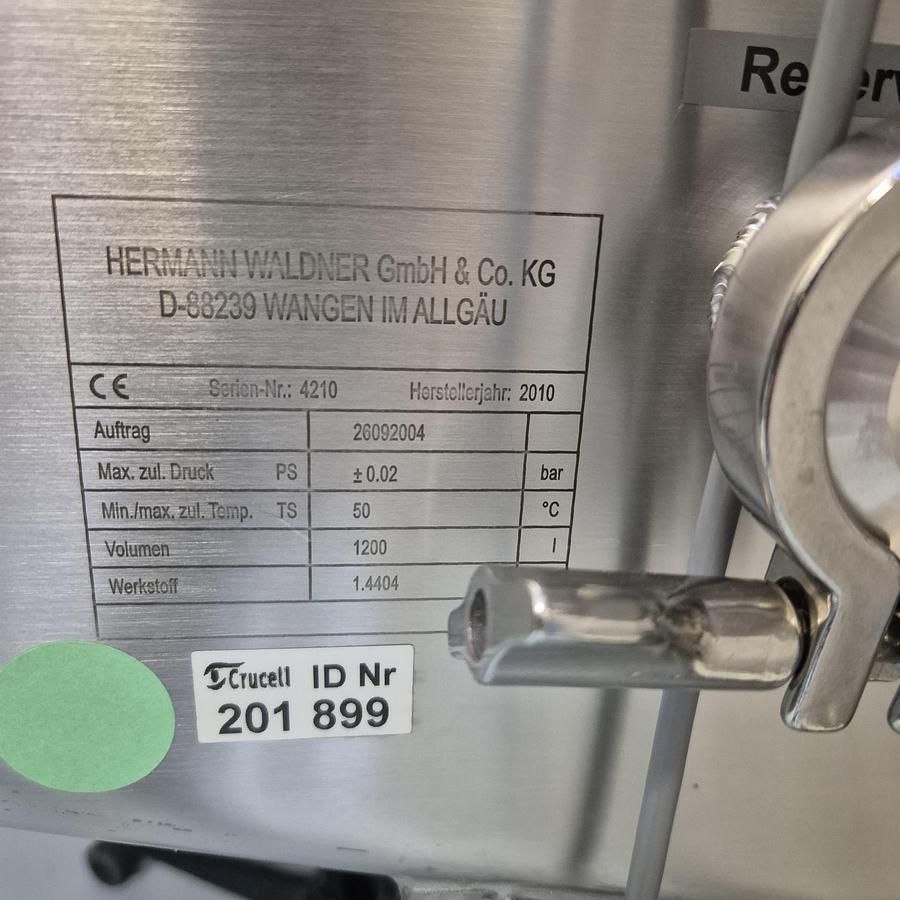 HERMANN WALDNER GmbH & Co. KG
D-88239 WANGEN IM ALLGÄU
CE Serien-Nr.: 4210 Herstellerjahr: 2010
Auftrag 26092004
Max. zul. Druck PS ± 0.02 bar
Min./max. zul. Temp. TS 50 °C
Volumen 1200 l
Werkstoff 1.4404
Crucell ID Nr
201 899